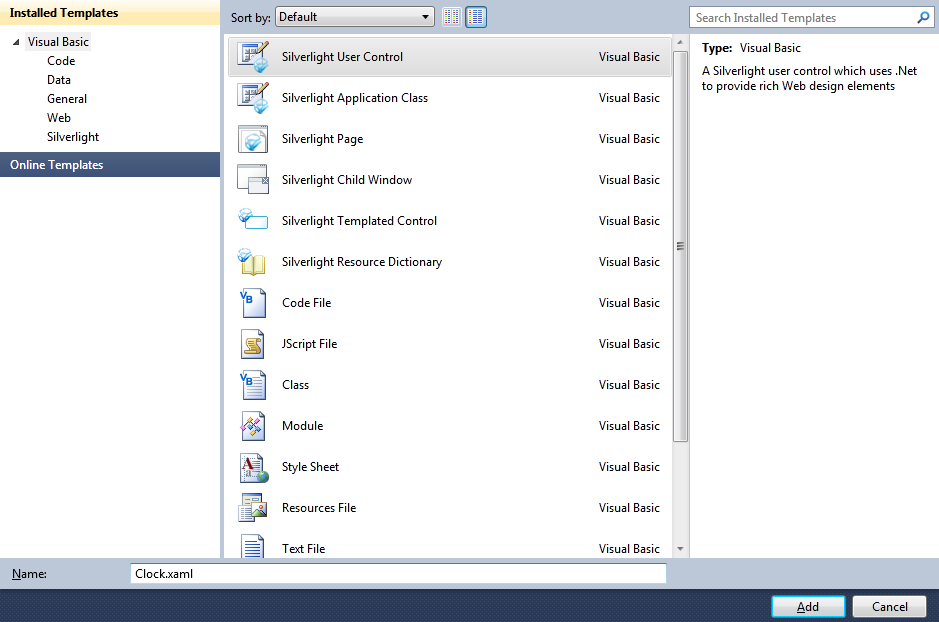 Installed Templates
Visual Basic
Code
Data
General
Web
Silverlight
Online Templates
Sort by: Default
Silverlight User Control Visual Basic
Silverlight Application Class Visual Basic
Silverlight Page Visual Basic
Silverlight Child Window Visual Basic
Silverlight Templated Control Visual Basic
Silverlight Resource Dictionary Visual Basic
Code File Visual Basic
JScript File Visual Basic
Class Visual Basic
Module Visual Basic
Style Sheet Visual Basic
Resources File Visual Basic
Text File Visual Basic
Search Installed Templates
Type: Visual Basic
A Silverlight user control which uses .Net
to provide rich Web design elements
Name: Clock.xaml
Add Cancel